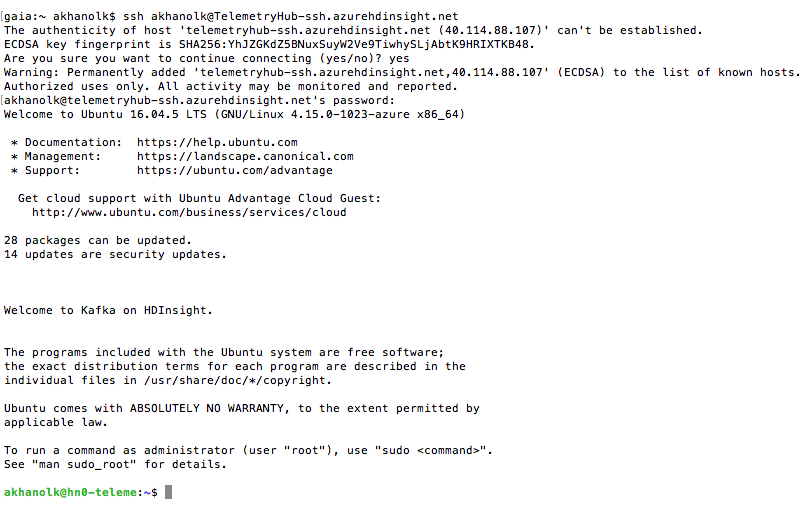 [gaia:~ akhanolk$ ssh akhanolk@TelemetryHub-ssh.azurehdinsight.net
The authenticity of host 'telemetryhub-ssh.azurehdinsight.net (40.114.88.107)' can't be established.
ECDSA key fingerprint is SHA256:YhJZGKdZ5BNuxSuyW2Ve9TiwhySLjAbtK9HRIXTKB48.
Are you sure you want to continue connecting (yes/no)? yes
Warning: Permanently added 'telemetryhub-ssh.azurehdinsight.net,40.114.88.107' (ECDSA) to the list of known hosts.
Authorized uses only. All activity may be monitored and reported.
[akhanolk@telemetryhub-ssh.azurehdinsight.net's password:
Welcome to Ubuntu 16.04.5 LTS (GNU/Linux 4.15.0-1023-azure x86_64)
* Documentation:  https://help.ubuntu.com
* Management:     https://landscape.canonical.com
* Support:        https://ubuntu.com/advantage
Get cloud support with Ubuntu Advantage Cloud Guest:
http://www.ubuntu.com/business/services/cloud
28 packages can be updated.
14 updates are security updates.
Welcome to Kafka on HDInsight.
The programs included with the Ubuntu system are free software;
the exact distribution terms for each program are described in the
individual files in /usr/share/doc/*/copyright.
Ubuntu comes with ABSOLUTELY NO WARRANTY, to the extent permitted by
applicable law.
To run a command as administrator (user "root"), use "sudo <command>".
See "man sudo_root" for details.
akhanolk@hn0-teleme:~$